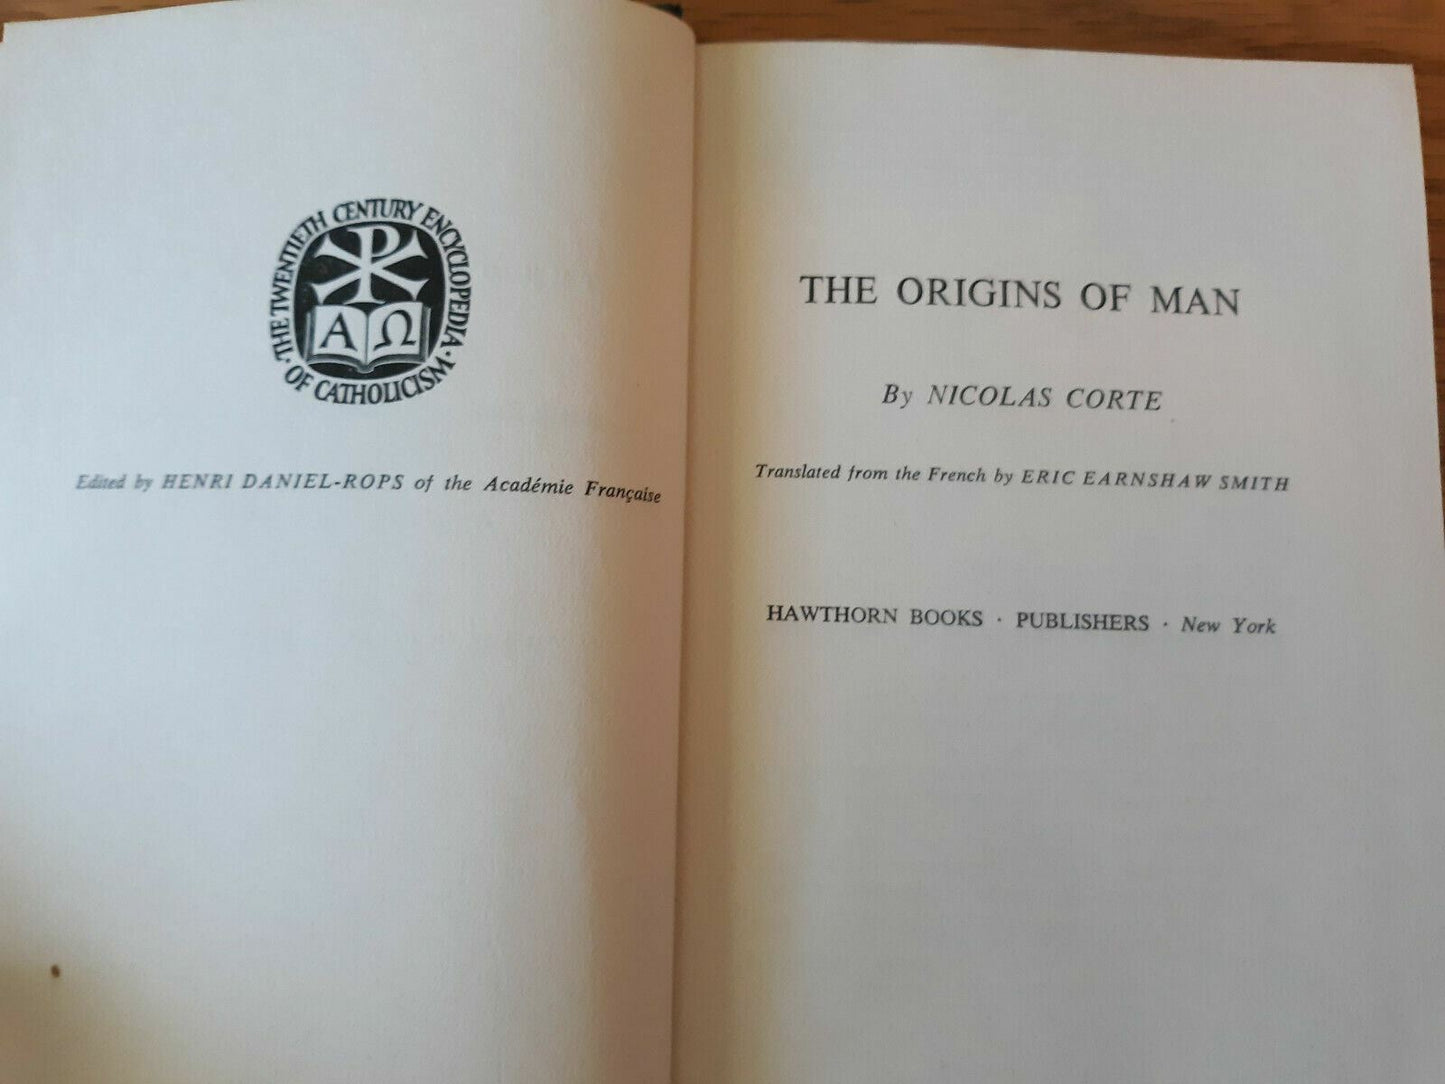 · THE TWENTIETH CENTURY ENCYCLOPEDIA ·
OF CATHOLICISM
Α Ω
Edited by HENRI DANIEL-ROPS of the Académie Française
THE ORIGINS OF MAN
By NICOLAS CORTE
Translated from the French by ERIC EARNSHAW SMITH
HAWTHORN BOOKS · PUBLISHERS · New York